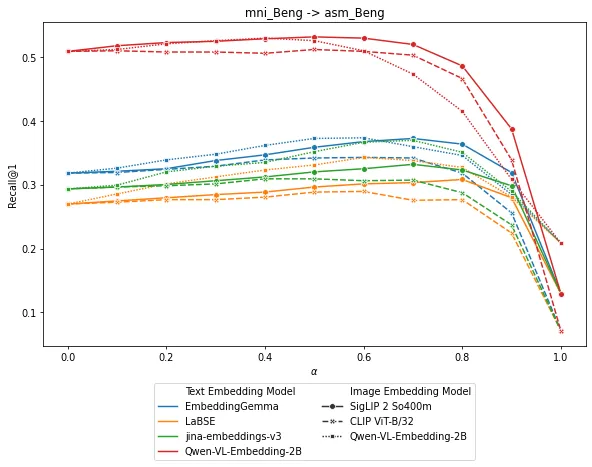 mni_Beng -> asm_Beng
Recall@1
0.5
0.4
0.3
0.2
0.1
0.0 0.2 0.4 0.6 0.8 1.0
α
Text Embedding Model Image Embedding Model
EmbeddingGemma SigLIP 2 So400m
LaBSE CLIP ViT-B/32
jina-embeddings-v3 Qwen-VL-Embedding-2B
Qwen-VL-Embedding-2B